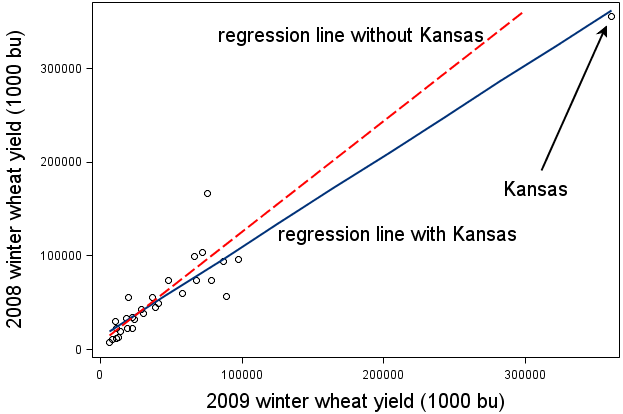 2008 winter wheat yield (1000 bu)
300000
200000
100000
0
regression line without Kansas
Kansas
regression line with Kansas
0
100000
200000
300000
2009 winter wheat yield (1000 bu)